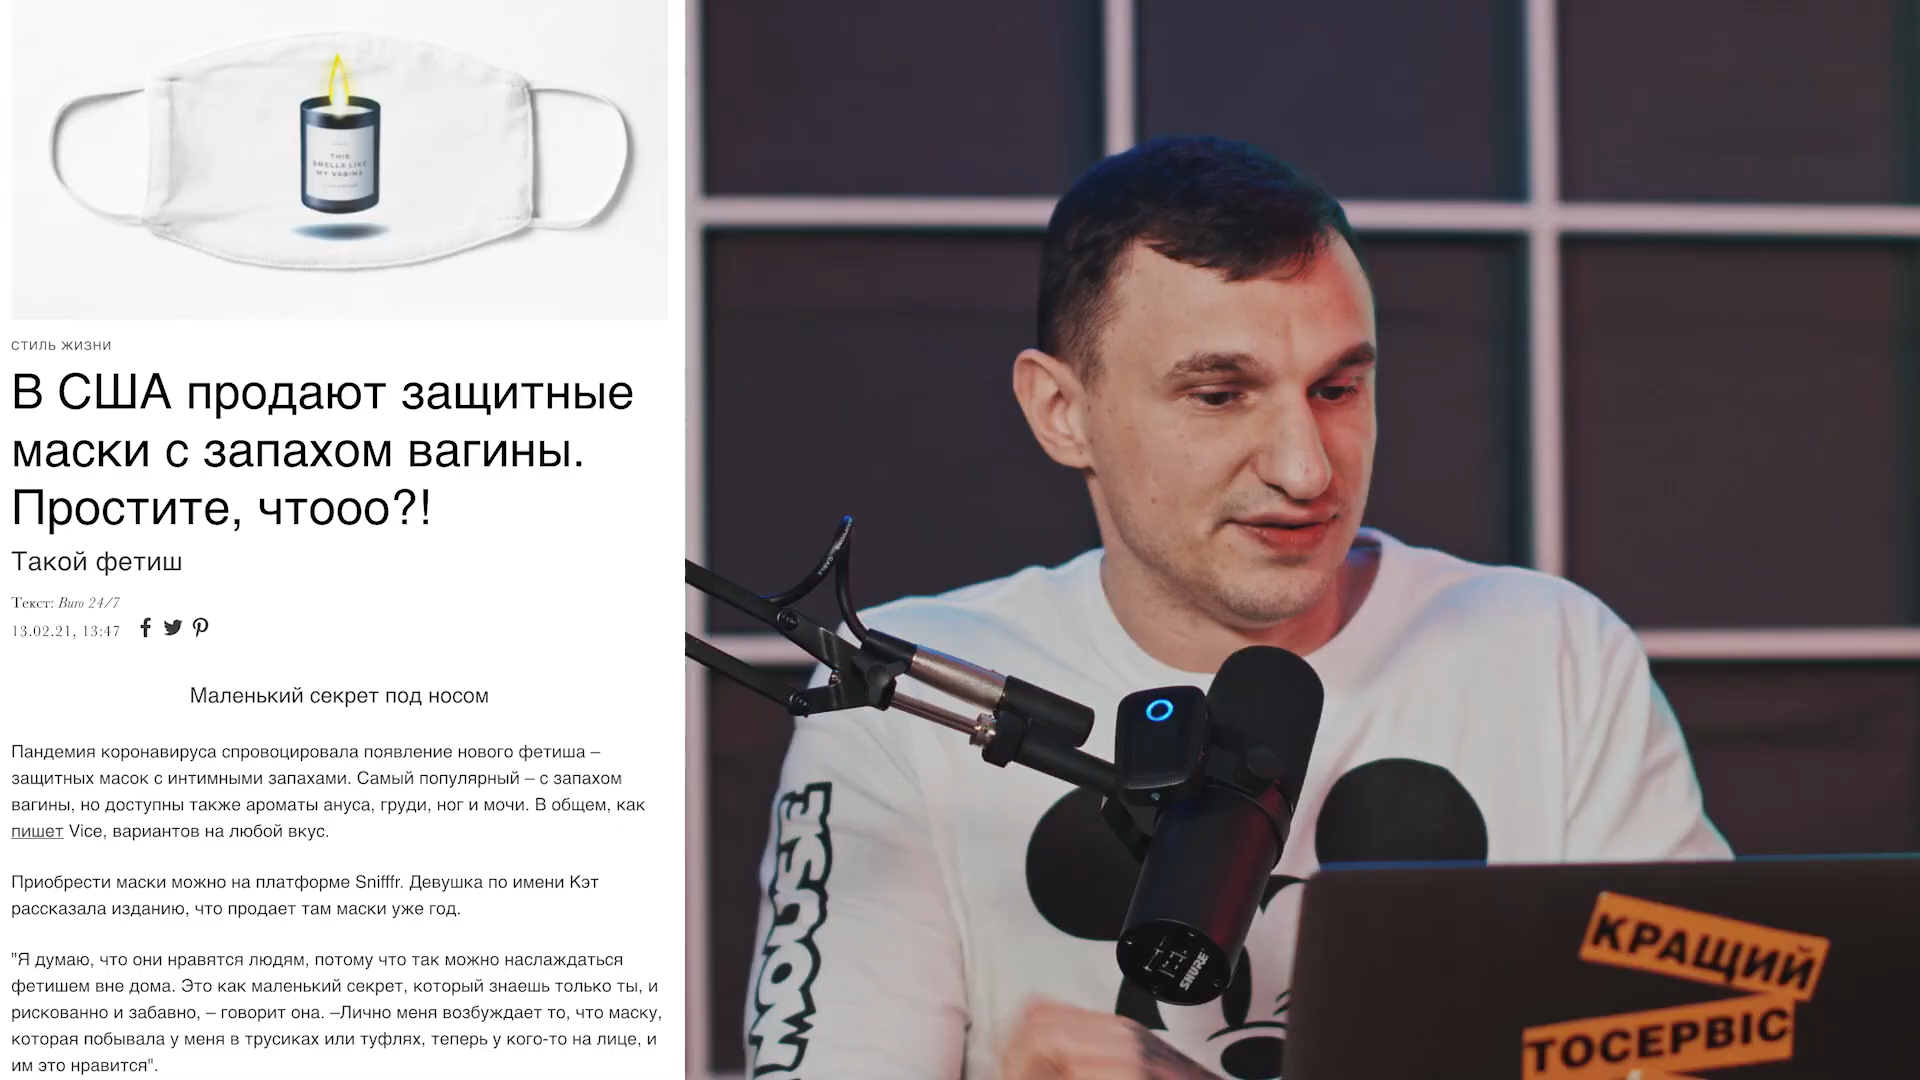 THIS
SMELLS LIKE
MY VAGINA
СТИЛЬ ЖИЗНИ
В США продают защитные
маски с запахом вагины.
Простите, чтооо?!
Такой фетиш
Текст: Buro 24/7
13.02.21, 13:47
Маленький секрет под носом
Пандемия коронавируса спровоцировала появление нового фетиша –
защитных масок с интимными запахами. Самый популярный – с запахом
вагины, но доступны также ароматы ануса, груди, ног и мочи. В общем, как
пишет Vice, вариантов на любой вкус.
Приобрести маски можно на платформе Snifffr. Девушка по имени Кэт
рассказала изданию, что продает там маски уже год.
"Я думаю, что они нравятся людям, потому что так можно наслаждаться
фетишем вне дома. Это как маленький секрет, который знаешь только ты, и
рискованно и забавно, – говорит она. –Лично меня возбуждает то, что маску,
которая побывала у меня в трусиках или туфлях, теперь у кого-то на лице, и
им это нравится".
MOUSE
SHURE
КРАЩИЙ
ТОСЕРВІС